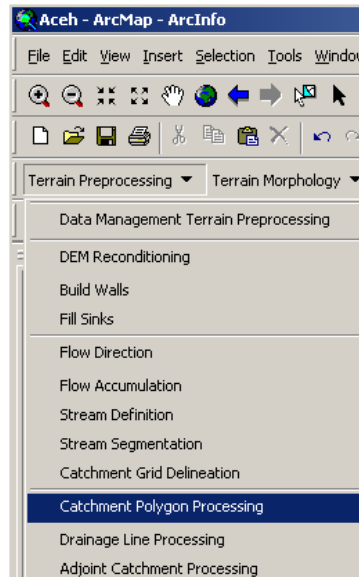 Aceh - ArcMap - ArcInfo
File Edit View Insert Selection Tools Window
Terrain Preprocessing Terrain Morphology
Data Management Terrain Preprocessing
DEM Reconditioning
Build Walls
Fill Sinks
Flow Direction
Flow Accumulation
Stream Definition
Stream Segmentation
Catchment Grid Delineation
Catchment Polygon Processing
Drainage Line Processing
Adjoint Catchment Processing